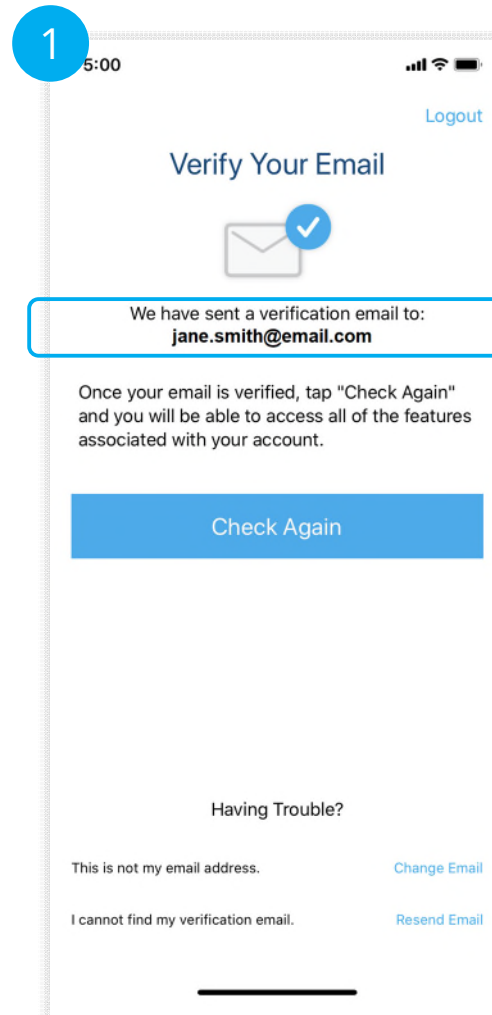 1
5:00
Logout
Verify Your Email
We have sent a verification email to:
jane.smith@email.com
Once your email is verified, tap "Check Again"
and you will be able to access all of the features
associated with your account.
Check Again
Having Trouble?
This is not my email address. Change Email
I cannot find my verification email. Resend Email